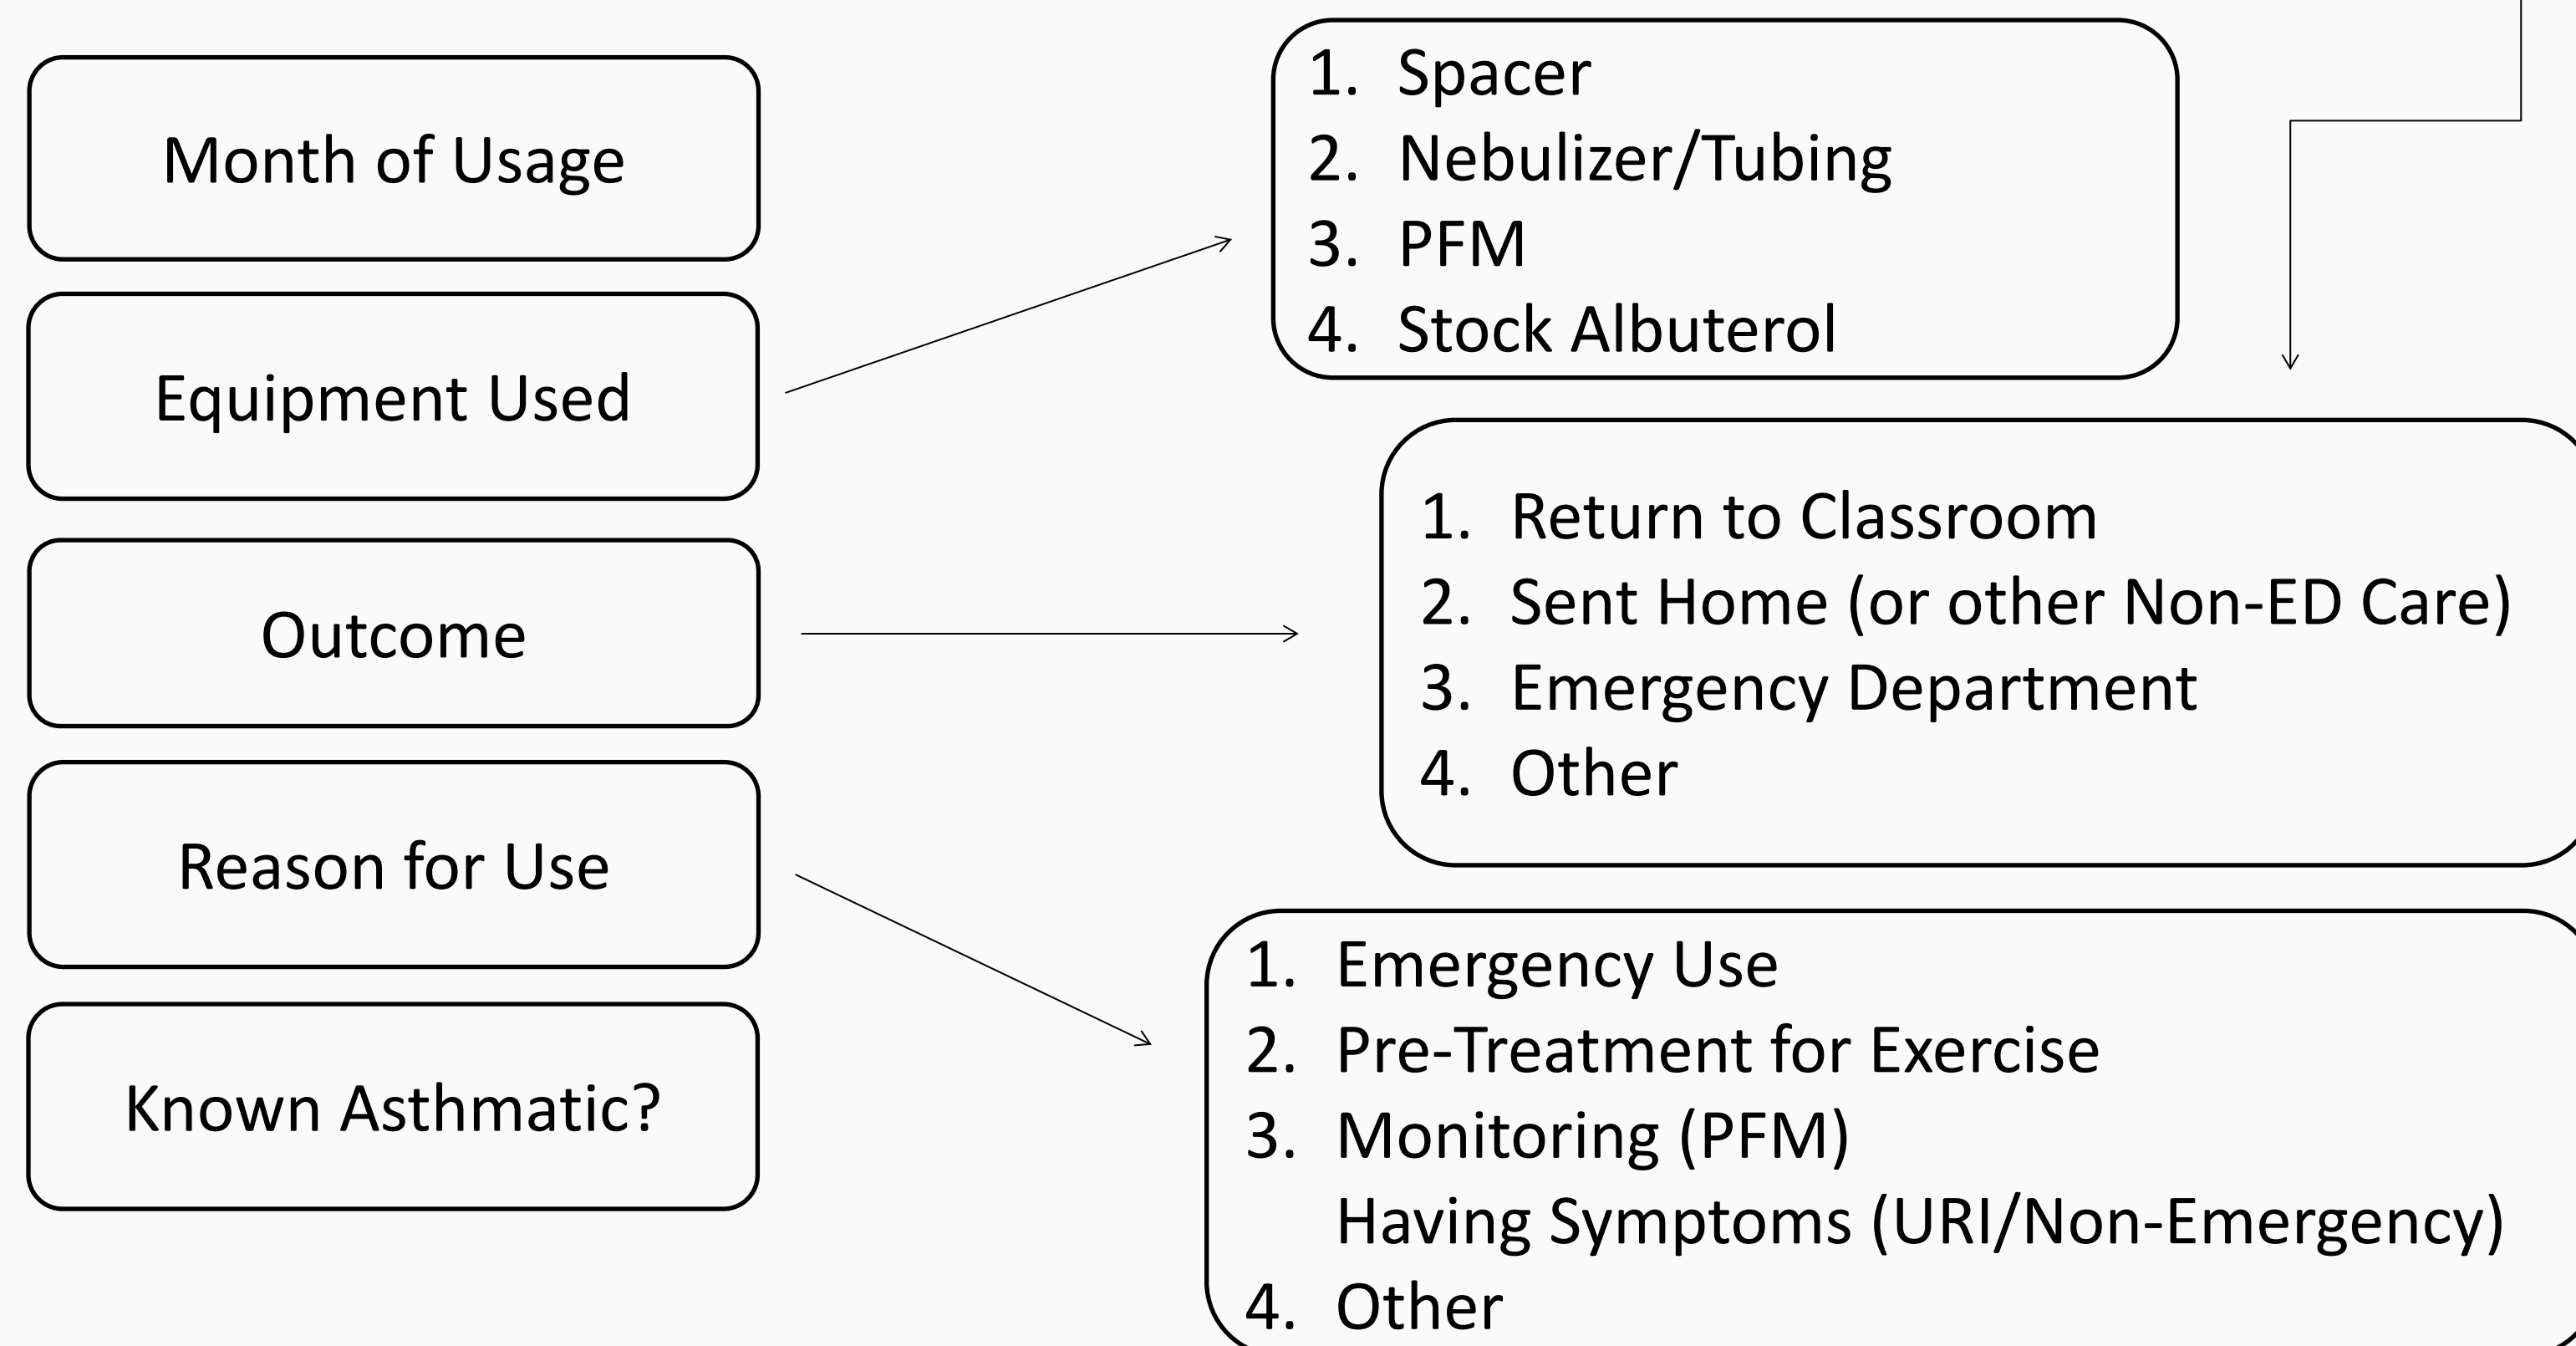 Month of Usage
Equipment Used
Outcome
Reason for Use
Known Asthmatic?
1. Spacer
2. Nebulizer/Tubing
3. PFM
4. Stock Albuterol
1. Return to Classroom
2. Sent Home (or other Non-ED Care)
3. Emergency Department
4. Other
1. Emergency Use
2. Pre-Treatment for Exercise
3. Monitoring (PFM)
Having Symptoms (URI/Non-Emergency)
4. Other